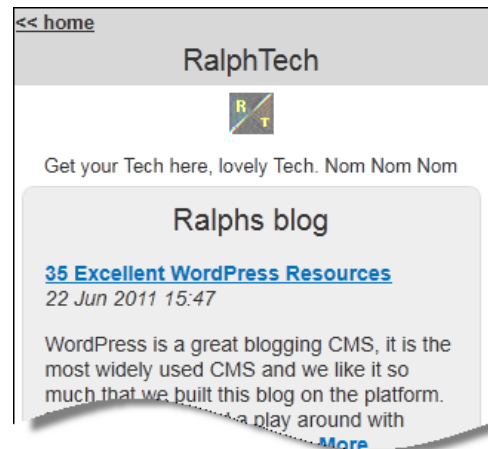 << home
RalphTech
R
T
Get your Tech here, lovely Tech. Nom Nom Nom
Ralphs blog
35 Excellent WordPress Resources
22 Jun 2011 15:47
WordPress is a great blogging CMS, it is the
most widely used CMS and we like it so
much that we built this blog on the platform.
a play around with
More